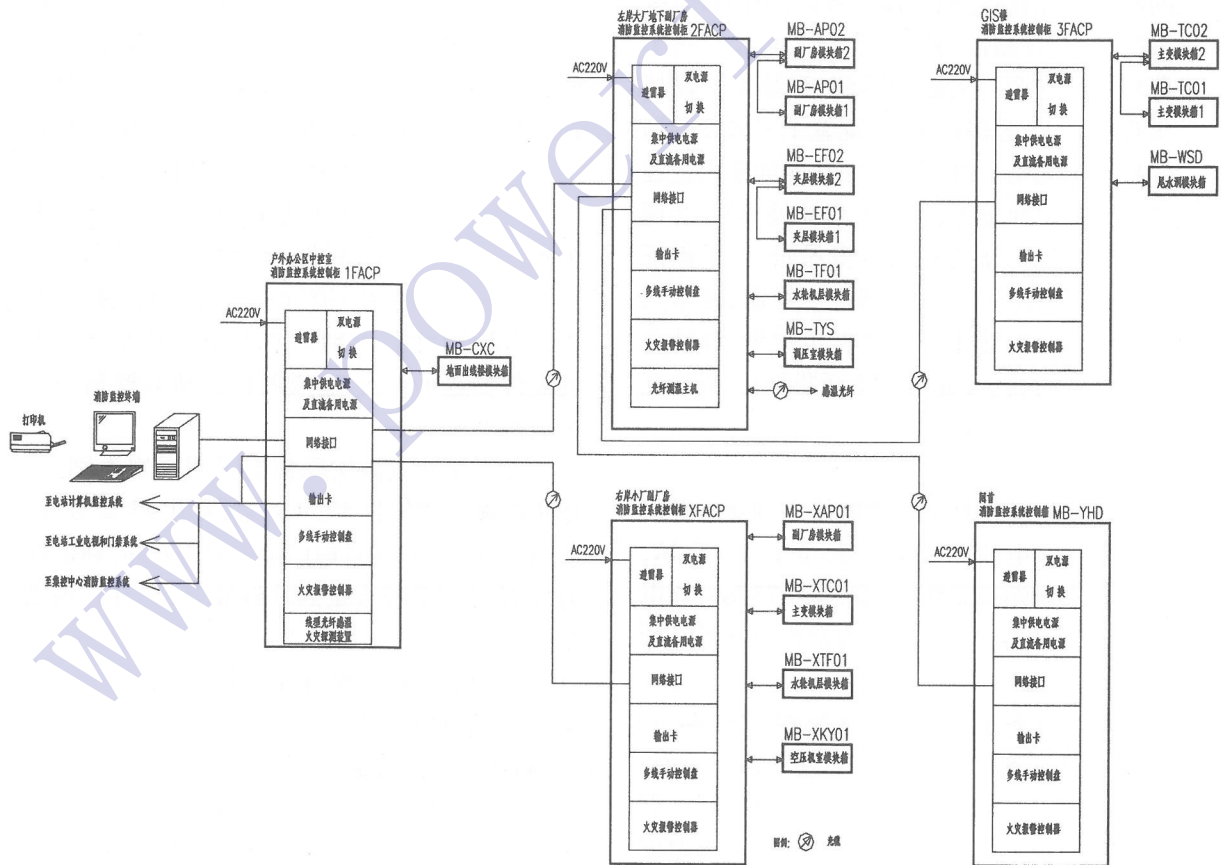 左岸大厂地下副厂房
消防监控系统控制柜 2FACP
AC220V
避雷器
双电源
切换
集中供电电源
及直流备用电源
网络接口
输出卡
多线手动控制盘
火灾报警控制器
光纤测温主机
MB-AP02
副厂房模块箱2
MB-AP01
副厂房模块箱1
MB-EF02
夹层模块箱2
MB-EF01
夹层模块箱1
MB-TF01
水轮机层模块箱
MB-TYS
调压室模块箱
感温光纤
GIS楼
消防监控系统控制柜 3FACP
AC220V
避雷器
双电源
切换
集中供电电源
及直流备用电源
网络接口
输出卡
多线手动控制盘
火灾报警控制器
MB-TC02
主变模块箱2
MB-TC01
主变模块箱1
MB-WSD
尾水洞模块箱
户外办公区中控室
消防监控系统控制柜 1FACP
AC220V
避雷器
双电源
切换
集中供电电源
及直流备用电源
网络接口
输出卡
多线手动控制盘
火灾报警控制器
线型光纤感温
火灾探测装置
MB-CXC
地面出线楼模块箱
打印机
消防监控终端
至电站计算机监控系统
至电站工业电视和门禁系统
至集控中心消防监控系统
右岸小厂副厂房
消防监控系统控制柜 XFACP
AC220V
避雷器
双电源
切换
集中供电电源
及直流备用电源
网络接口
输出卡
多线手动控制盘
火灾报警控制器
MB-XAP01
副厂房模块箱
MB-XTC01
主变模块箱
MB-XTF01
水轮机层模块箱
MB-XKY01
空压机室模块箱
闸首
消防监控系统控制箱 MB-YHD
AC220V
避雷器
双电源
切换
集中供电电源
及直流备用电源
网络接口
输出卡
多线手动控制盘
火灾报警控制器
图例:
光缆
www.power